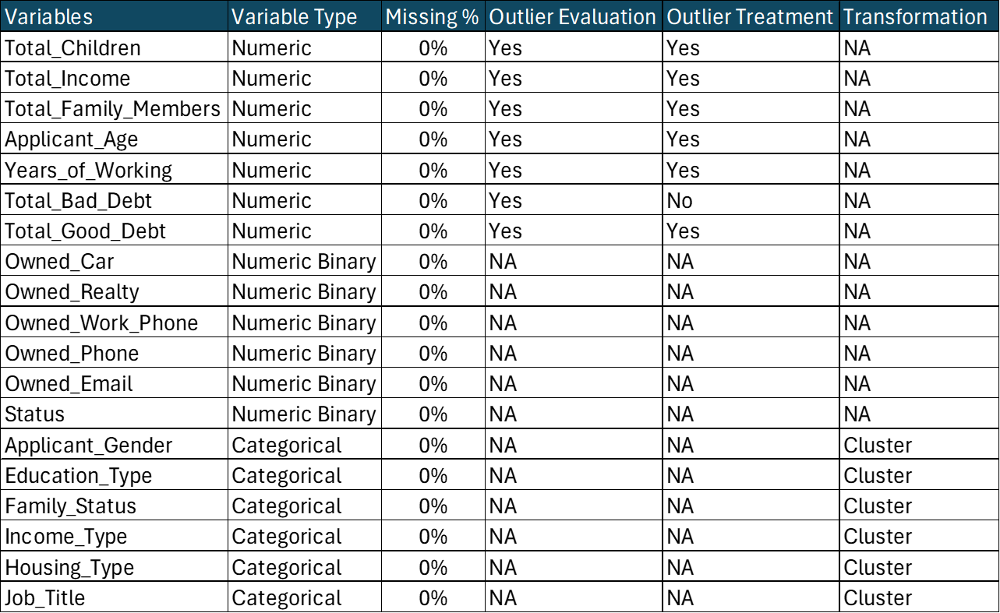 Variables Variable Type Missing % Outlier Evaluation Outlier Treatment Transformation
Total_Children Numeric 0% Yes Yes NA
Total_Income Numeric 0% Yes Yes NA
Total_Family_Members Numeric 0% Yes Yes NA
Applicant_Age Numeric 0% Yes Yes NA
Years_of_Working Numeric 0% Yes Yes NA
Total_Bad_Debt Numeric 0% Yes No NA
Total_Good_Debt Numeric 0% Yes Yes NA
Owned_Car Numeric Binary 0% NA NA NA
Owned_Realty Numeric Binary 0% NA NA NA
Owned_Work_Phone Numeric Binary 0% NA NA NA
Owned_Phone Numeric Binary 0% NA NA NA
Owned_Email Numeric Binary 0% NA NA NA
Status Numeric Binary 0% NA NA NA
Applicant_Gender Categorical 0% NA NA Cluster
Education_Type Categorical 0% NA NA Cluster
Family_Status Categorical 0% NA NA Cluster
Income_Type Categorical 0% NA NA Cluster
Housing_Type Categorical 0% NA NA Cluster
Job_Title Categorical 0% NA NA Cluster